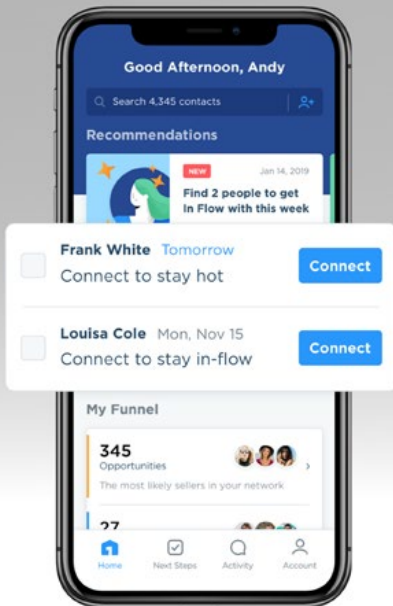 Good Afternoon, Andy
Search 4,345 contacts
Recommendations
NEW Jan 14, 2019
Find 2 people to get
In Flow with this week
Frank White Tomorrow
Connect to stay hot
Connect
Louisa Cole Mon, Nov 15
Connect to stay in-flow
Connect
My Funnel
345
Opportunities
The most likely sellers in your network
27
Home Next Steps Activity Account